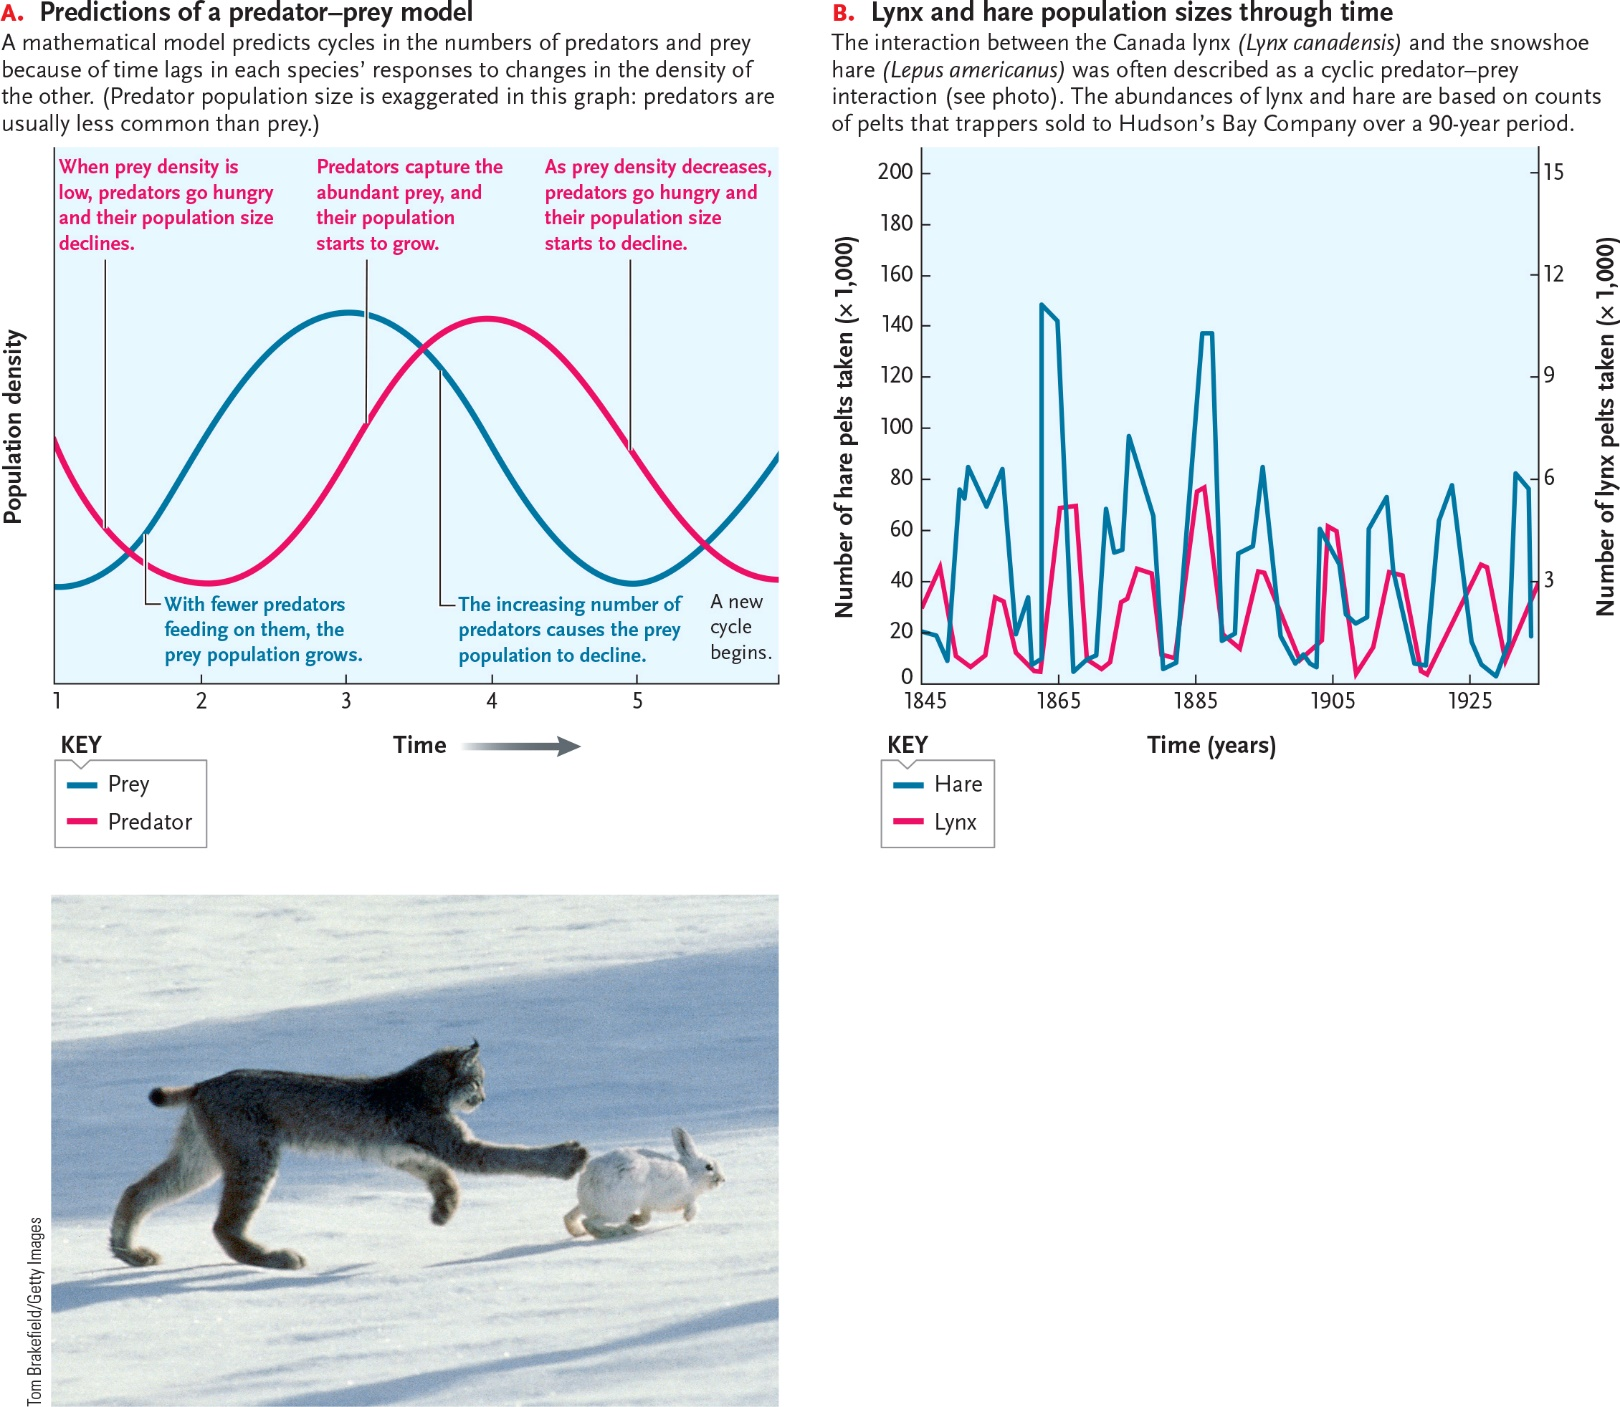 A. Predictions of a predator–prey model
A mathematical model predicts cycles in the numbers of predators and prey
because of time lags in each species’ responses to changes in the density of
the other. (Predator population size is exaggerated in this graph: predators are
usually less common than prey.)
When prey density is
low, predators go hungry
and their population size
declines.
Predators capture the
abundant prey, and
their population
starts to grow.
As prey density decreases,
predators go hungry and
their population size
starts to decline.
Population density
With fewer predators
feeding on them, the
prey population grows.
The increasing number of
predators causes the prey
population to decline.
A new
cycle
begins.
1 2 3 4 5
Time
KEY
Prey
Predator
B. Lynx and hare population sizes through time
The interaction between the Canada lynx (Lynx canadensis) and the snowshoe
hare (Lepus americanus) was often described as a cyclic predator–prey
interaction (see photo). The abundances of lynx and hare are based on counts
of pelts that trappers sold to Hudson’s Bay Company over a 90-year period.
Number of hare pelts taken (× 1,000)
200
180
160
140
120
100
80
60
40
20
0
15
12
9
6
3
Number of lynx pelts taken (× 1,000)
1845 1865 1885 1905 1925
Time (years)
KEY
Hare
Lynx
Tom Brakefield/Getty Images